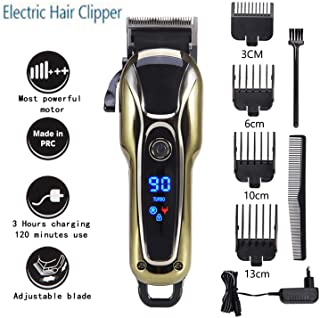 Electric Hair Clipper
Most powerful
motor
Made in
PRC
3 Hours charging
120 minutes use
Adjustable blade
90
TURBO
3CM
6cm
10cm
13cm